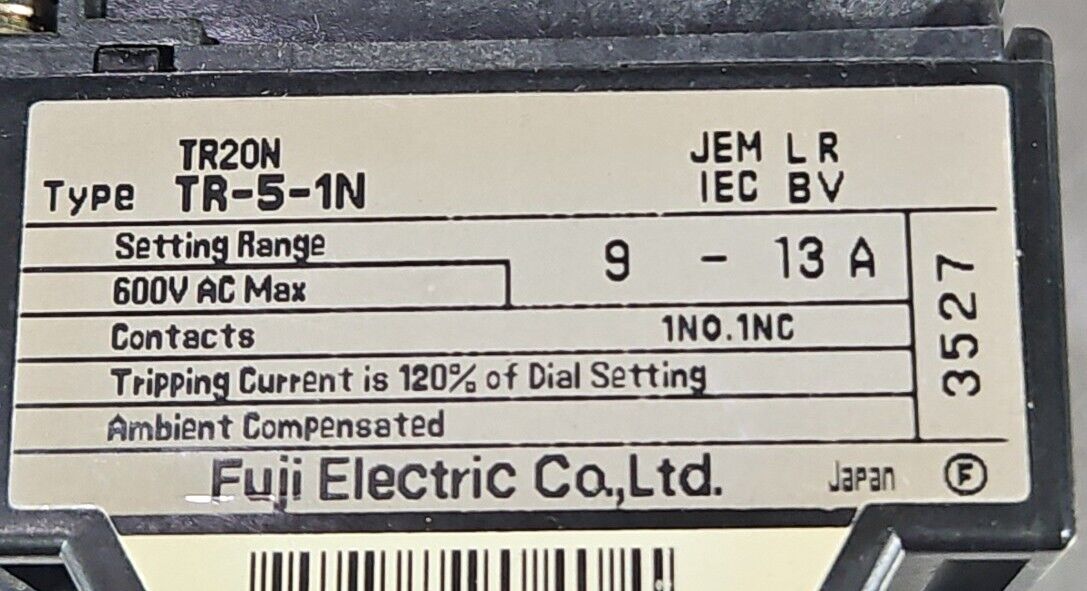 TR20N
Type TR-5-1N
JEM LR
IEC BV
Setting Range
600V AC Max
9 - 13 A
Contacts 1NO.1NC
Tripping Current is 120% of Dial Setting
Ambient Compensated
3527
Fuji Electric Co.,Ltd. Japan F